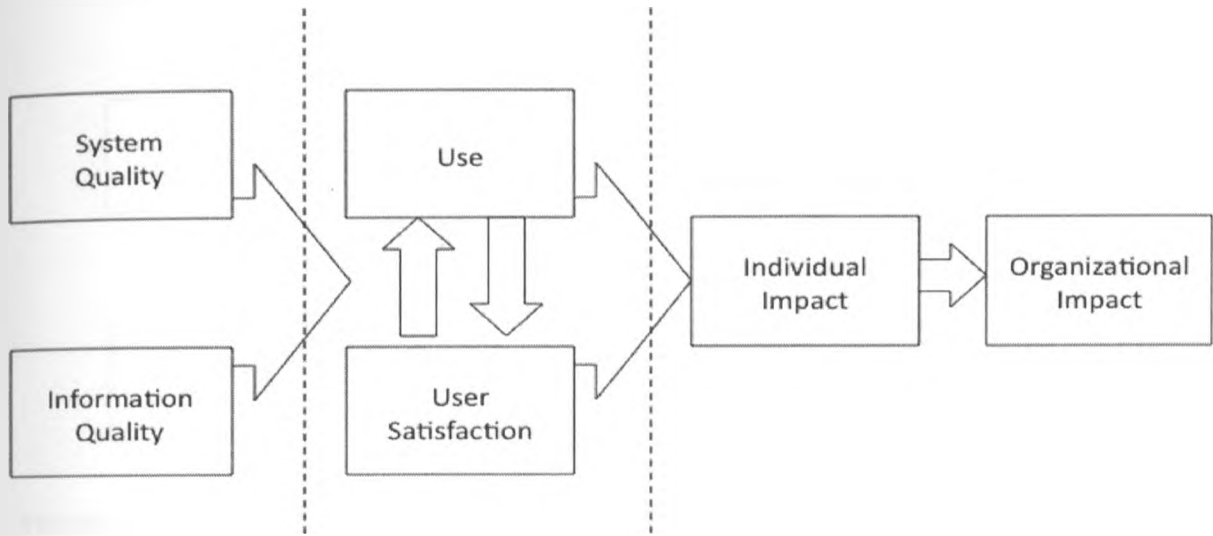 System
Quality
Use
Individual
Impact
Organizational
Impact
Information
Quality
User
Satisfaction